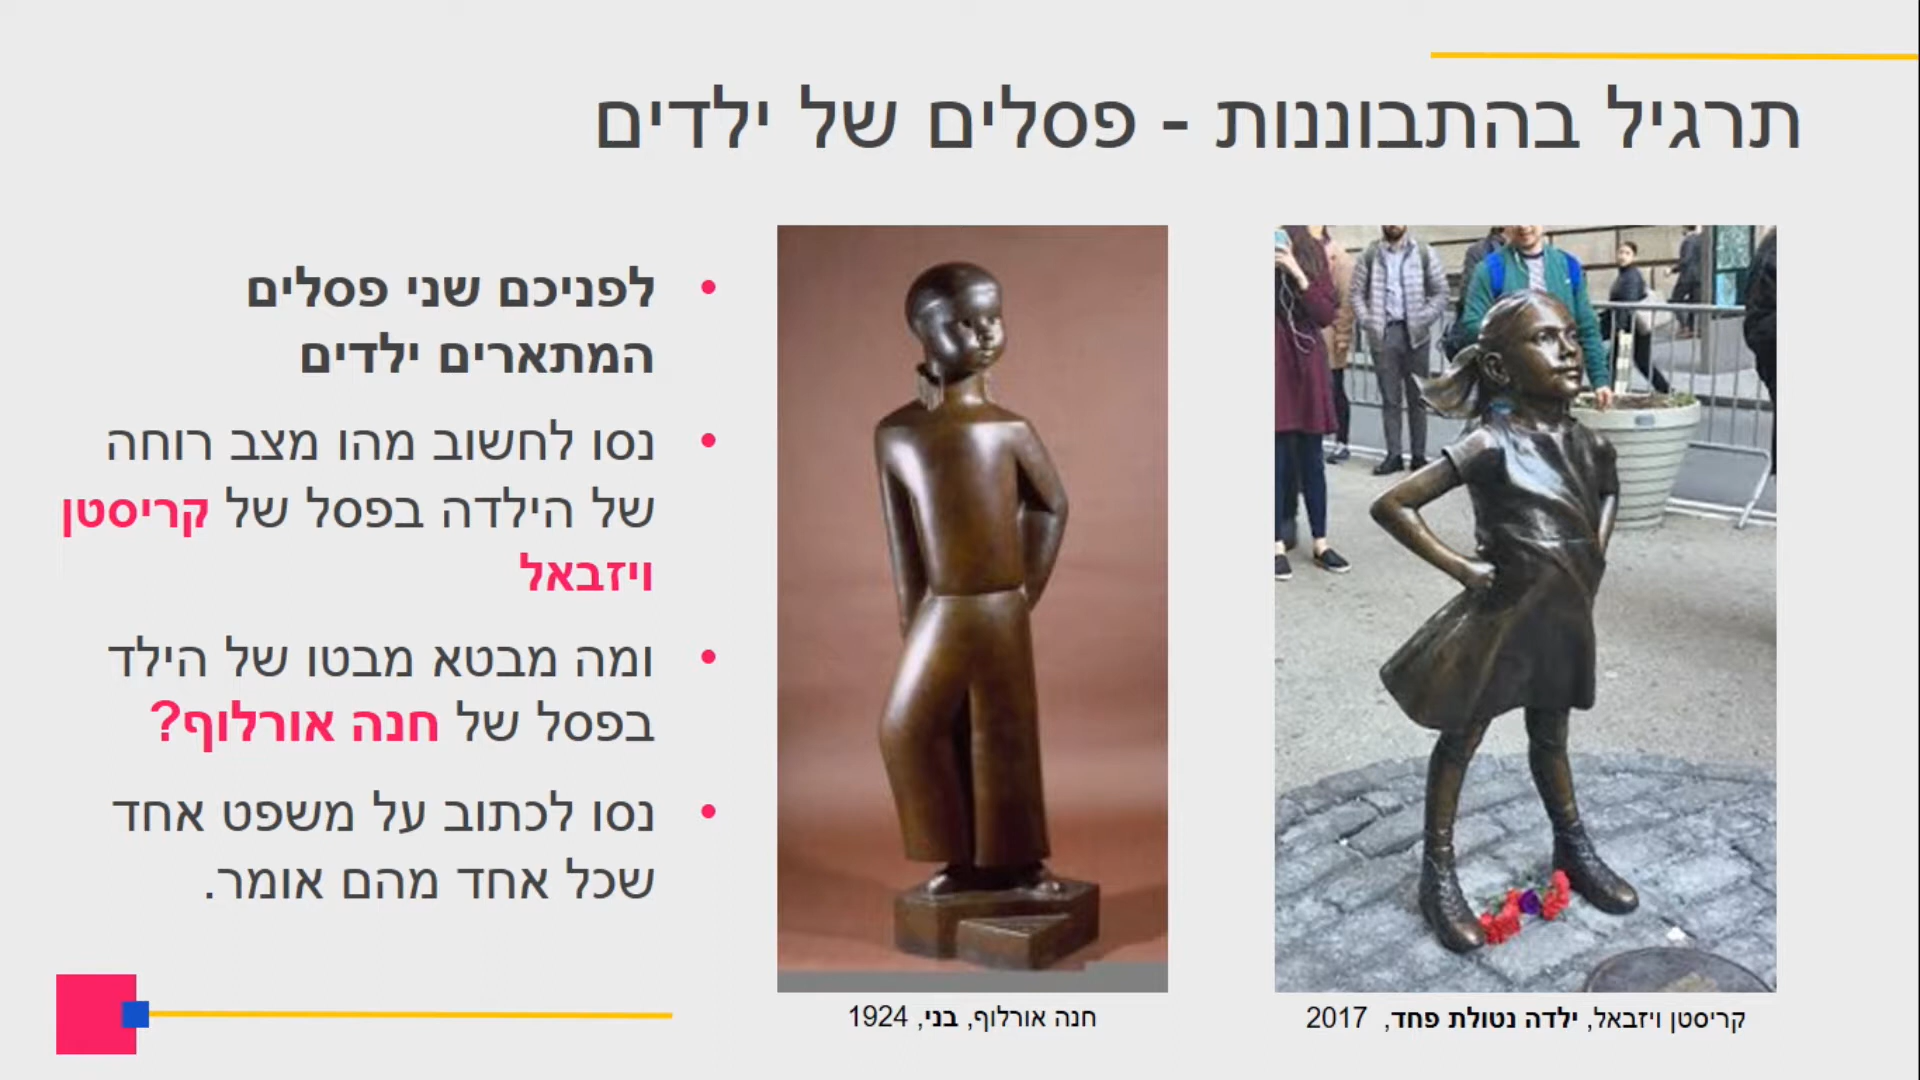 תרגיל בהתבוננות - פסלים של ילדים
לפניכם שני פסלים
המתארים ילדים
נסו לחשוב מהו מצב רוחה
של הילדה בפסל של קריסטן
ויזבאל
ומה מבטא מבטו של הילד
בפסל של חנה אורלוף?
נסו לכתוב על משפט אחד
שכל אחד מהם אומר.
קריסטן ויזבאל, ילדה נטולת פחד, 2017
חנה אורלוף, בני, 1924